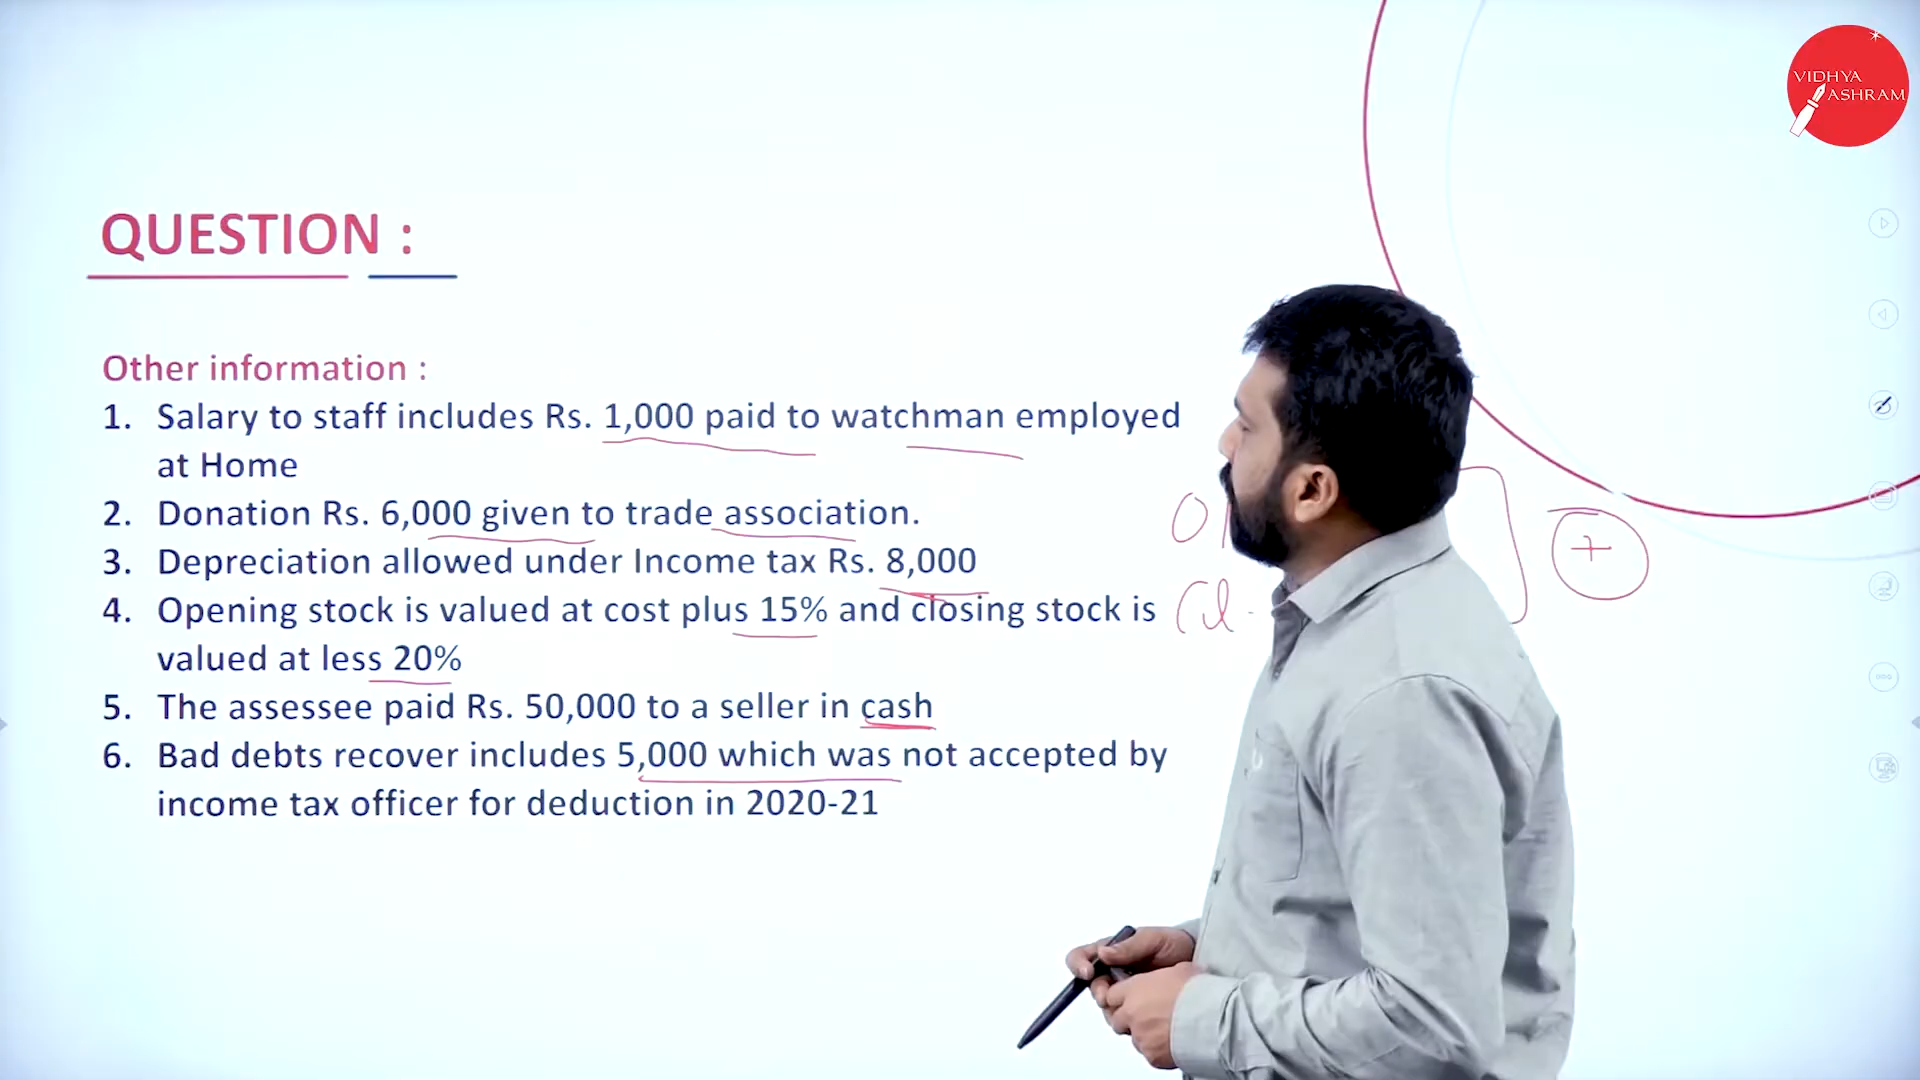 VIDHYA
ASHRAM
QUESTION :
Other information :
1. Salary to staff includes Rs. 1,000 paid to watchman employed
at Home
2. Donation Rs. 6,000 given to trade association.
3. Depreciation allowed under Income tax Rs. 8,000
4. Opening stock is valued at cost plus 15% and closing stock is
valued at less 20%
5. The assessee paid Rs. 50,000 to a seller in cash
6. Bad debts recover includes 5,000 which was not accepted by
income tax officer for deduction in 2020-21
+